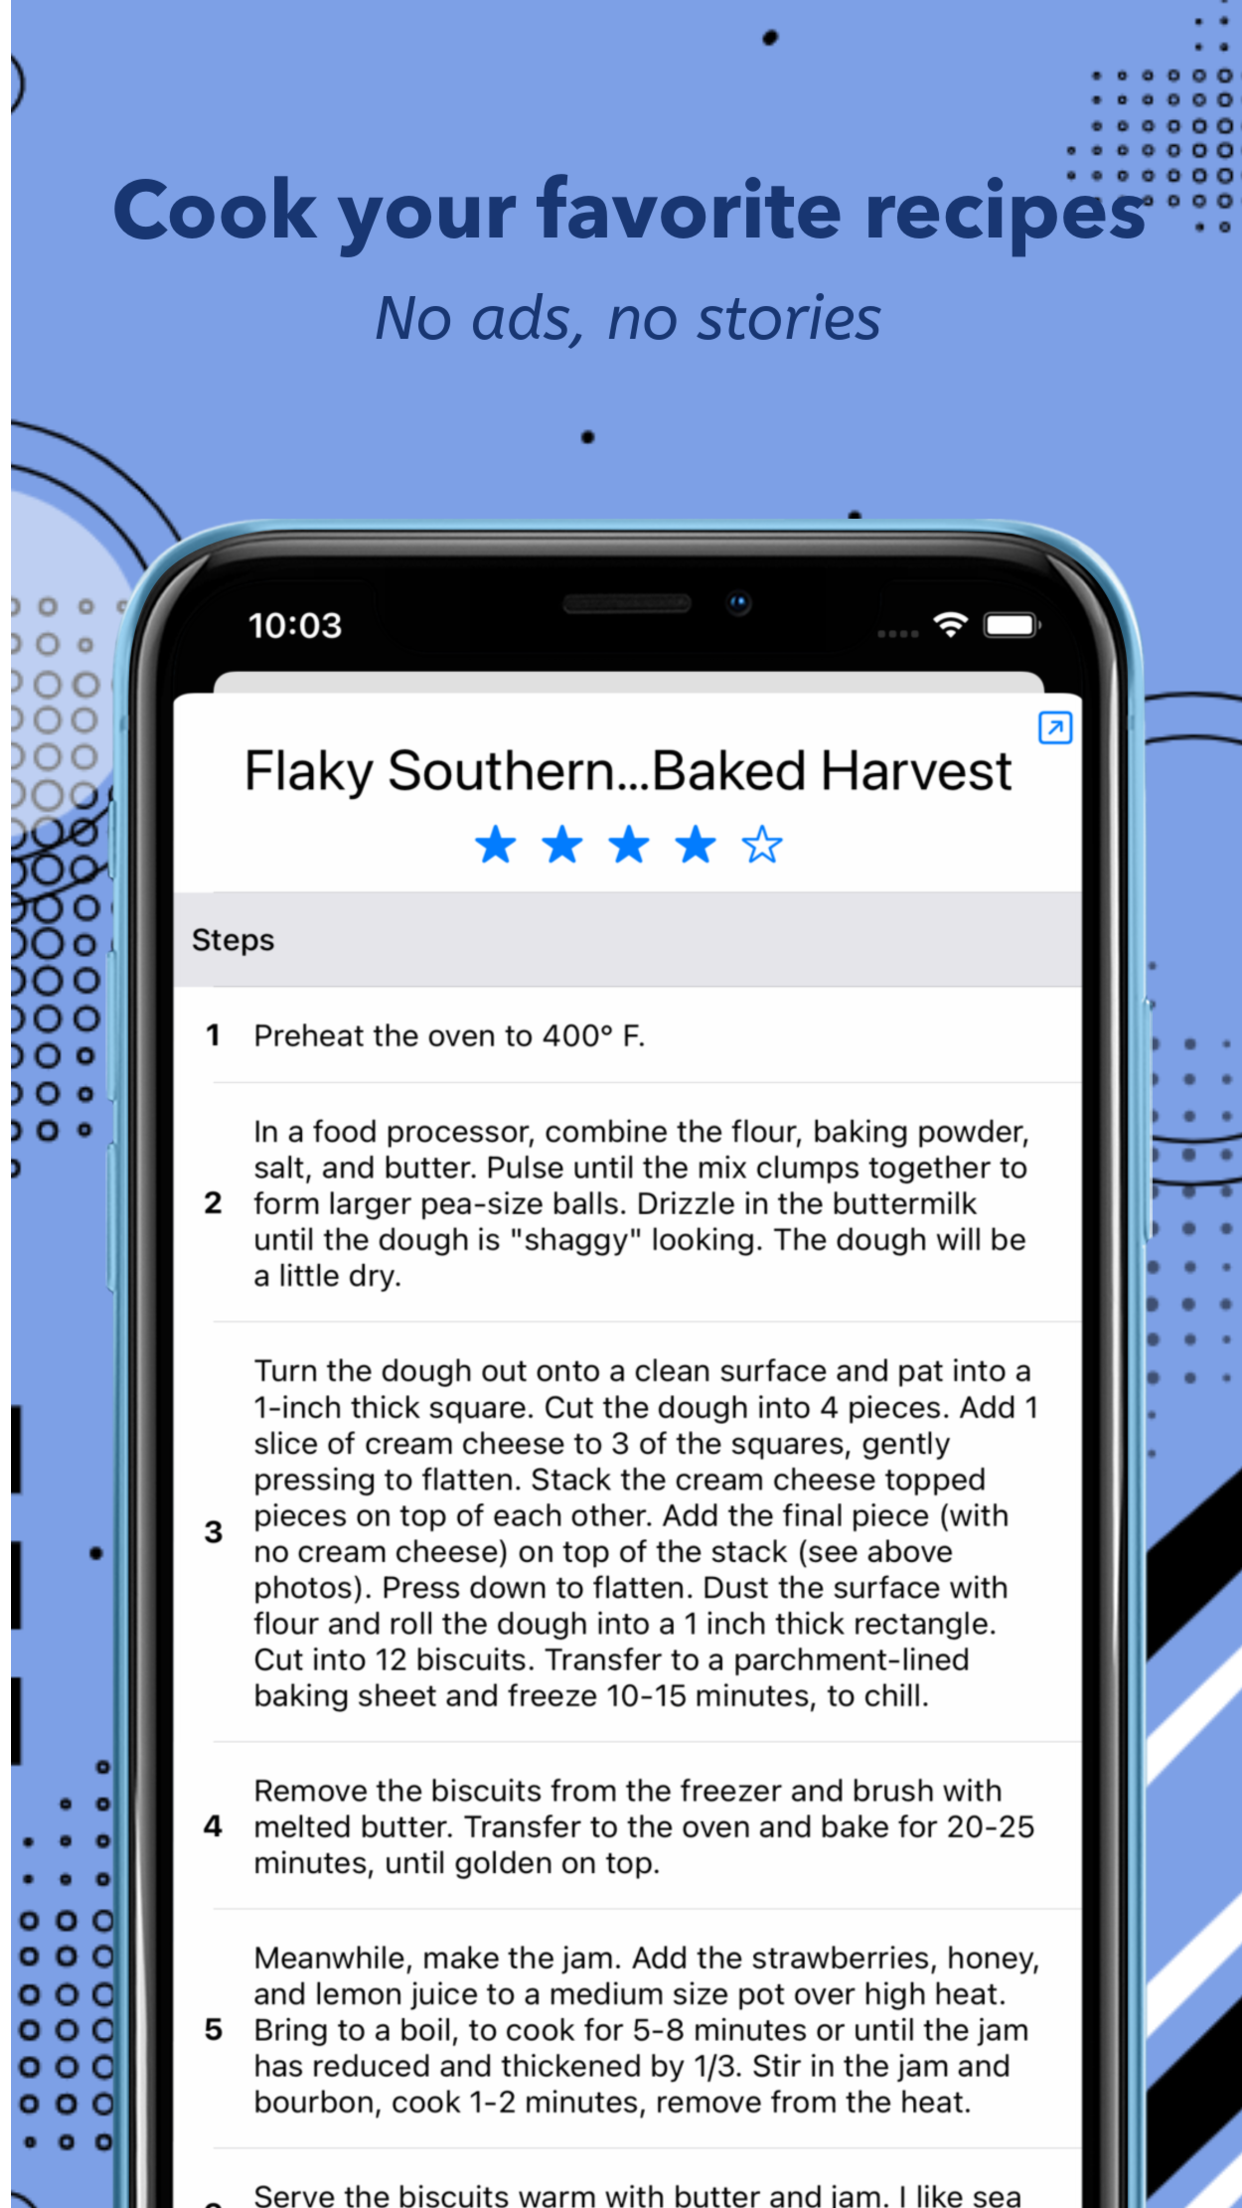 Cook your favorite recipes
No ads, no stories
10:03
Flaky Southern...Baked Harvest
Steps
1 Preheat the oven to 400° F.
In a food processor, combine the flour, baking powder,
salt, and butter. Pulse until the mix clumps together to
2 form larger pea-size balls. Drizzle in the buttermilk
until the dough is "shaggy" looking. The dough will be
a little dry.
Turn the dough out onto a clean surface and pat into a
1-inch thick square. Cut the dough into 4 pieces. Add 1
slice of cream cheese to 3 of the squares, gently
pressing to flatten. Stack the cream cheese topped
pieces on top of each other. Add the final piece (with
3 no cream cheese) on top of the stack (see above
photos). Press down to flatten. Dust the surface with
flour and roll the dough into a 1 inch thick rectangle.
Cut into 12 biscuits. Transfer to a parchment-lined
baking sheet and freeze 10-15 minutes, to chill.
Remove the biscuits from the freezer and brush with
4 melted butter. Transfer to the oven and bake for 20-25
minutes, until golden on top.
Meanwhile, make the jam. Add the strawberries, honey,
and lemon juice to a medium size pot over high heat.
5 Bring to a boil, to cook for 5-8 minutes or until the jam
has reduced and thickened by 1/3. Stir in the jam and
bourbon, cook 1-2 minutes, remove from the heat.
Serve the biscuits warm with butter and jam. I like sea